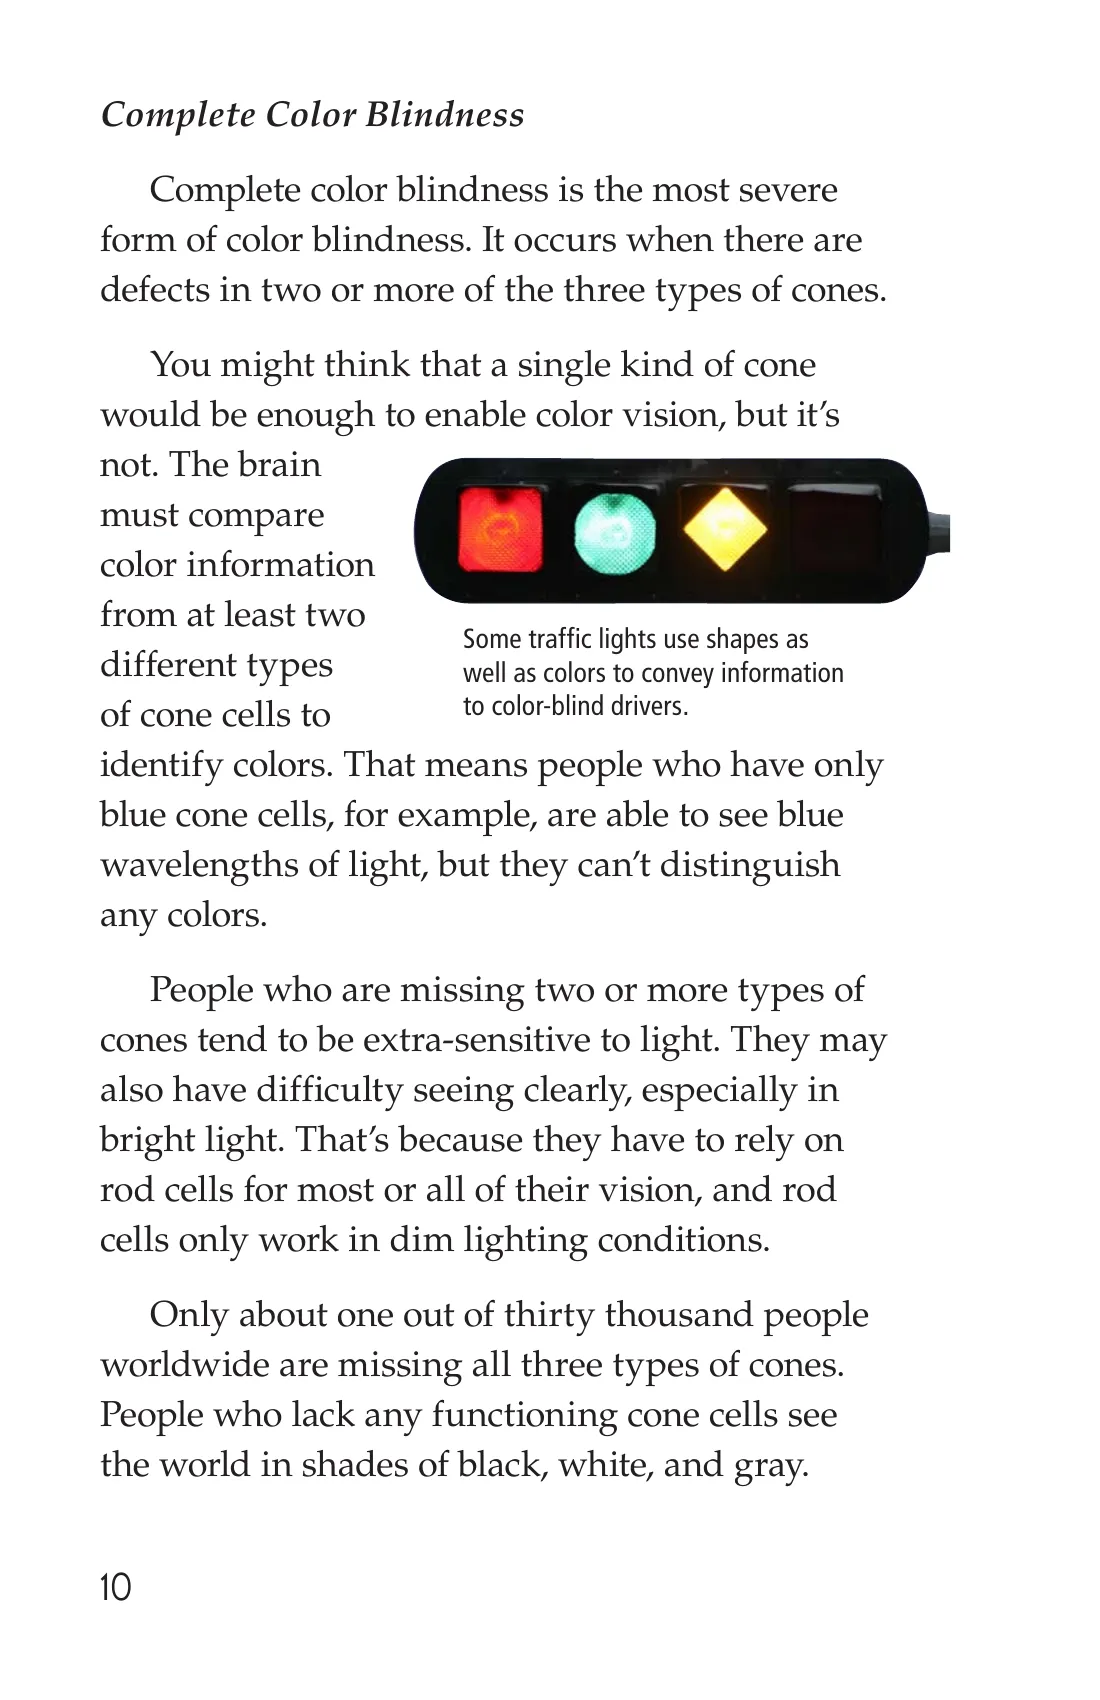 Complete Color Blindness
Complete color blindness is the most severe
form of color blindness. It occurs when there are
defects in two or more of the three types of cones.
You might think that a single kind of cone
would be enough to enable color vision, but it’s
not. The brain
must compare
color information
from at least two
different types
of cone cells to
identify colors. That means people who have only
blue cone cells, for example, are able to see blue
wavelengths of light, but they can’t distinguish
any colors.
Some traffic lights use shapes as
well as colors to convey information
to color-blind drivers.
People who are missing two or more types of
cones tend to be extra-sensitive to light. They may
also have difficulty seeing clearly, especially in
bright light. That’s because they have to rely on
rod cells for most or all of their vision, and rod
cells only work in dim lighting conditions.
Only about one out of thirty thousand people
worldwide are missing all three types of cones.
People who lack any functioning cone cells see
the world in shades of black, white, and gray.
10